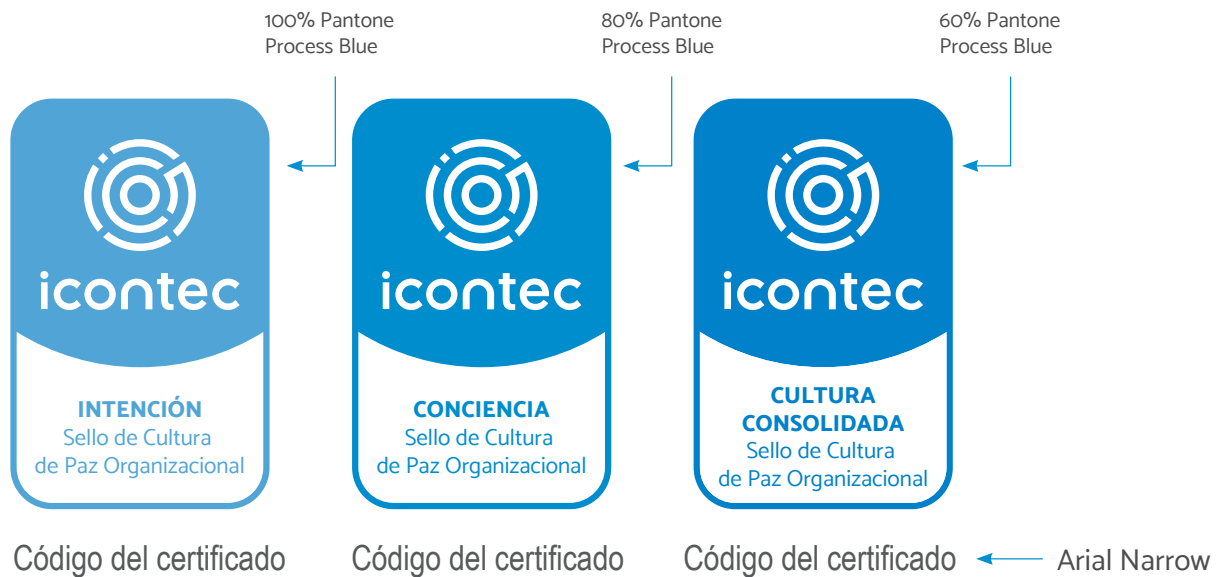 100% Pantone
Process Blue
80% Pantone
Process Blue
60% Pantone
Process Blue
icontec
INTENCIÓN
Sello de Cultura
de Paz Organizacional
icontec
CONCIENCIA
Sello de Cultura
de Paz Organizacional
icontec
CULTURA
CONSOLIDADA
Sello de Cultura
de Paz Organizacional
Código del certificado
Código del certificado
Código del certificado
Arial Narrow